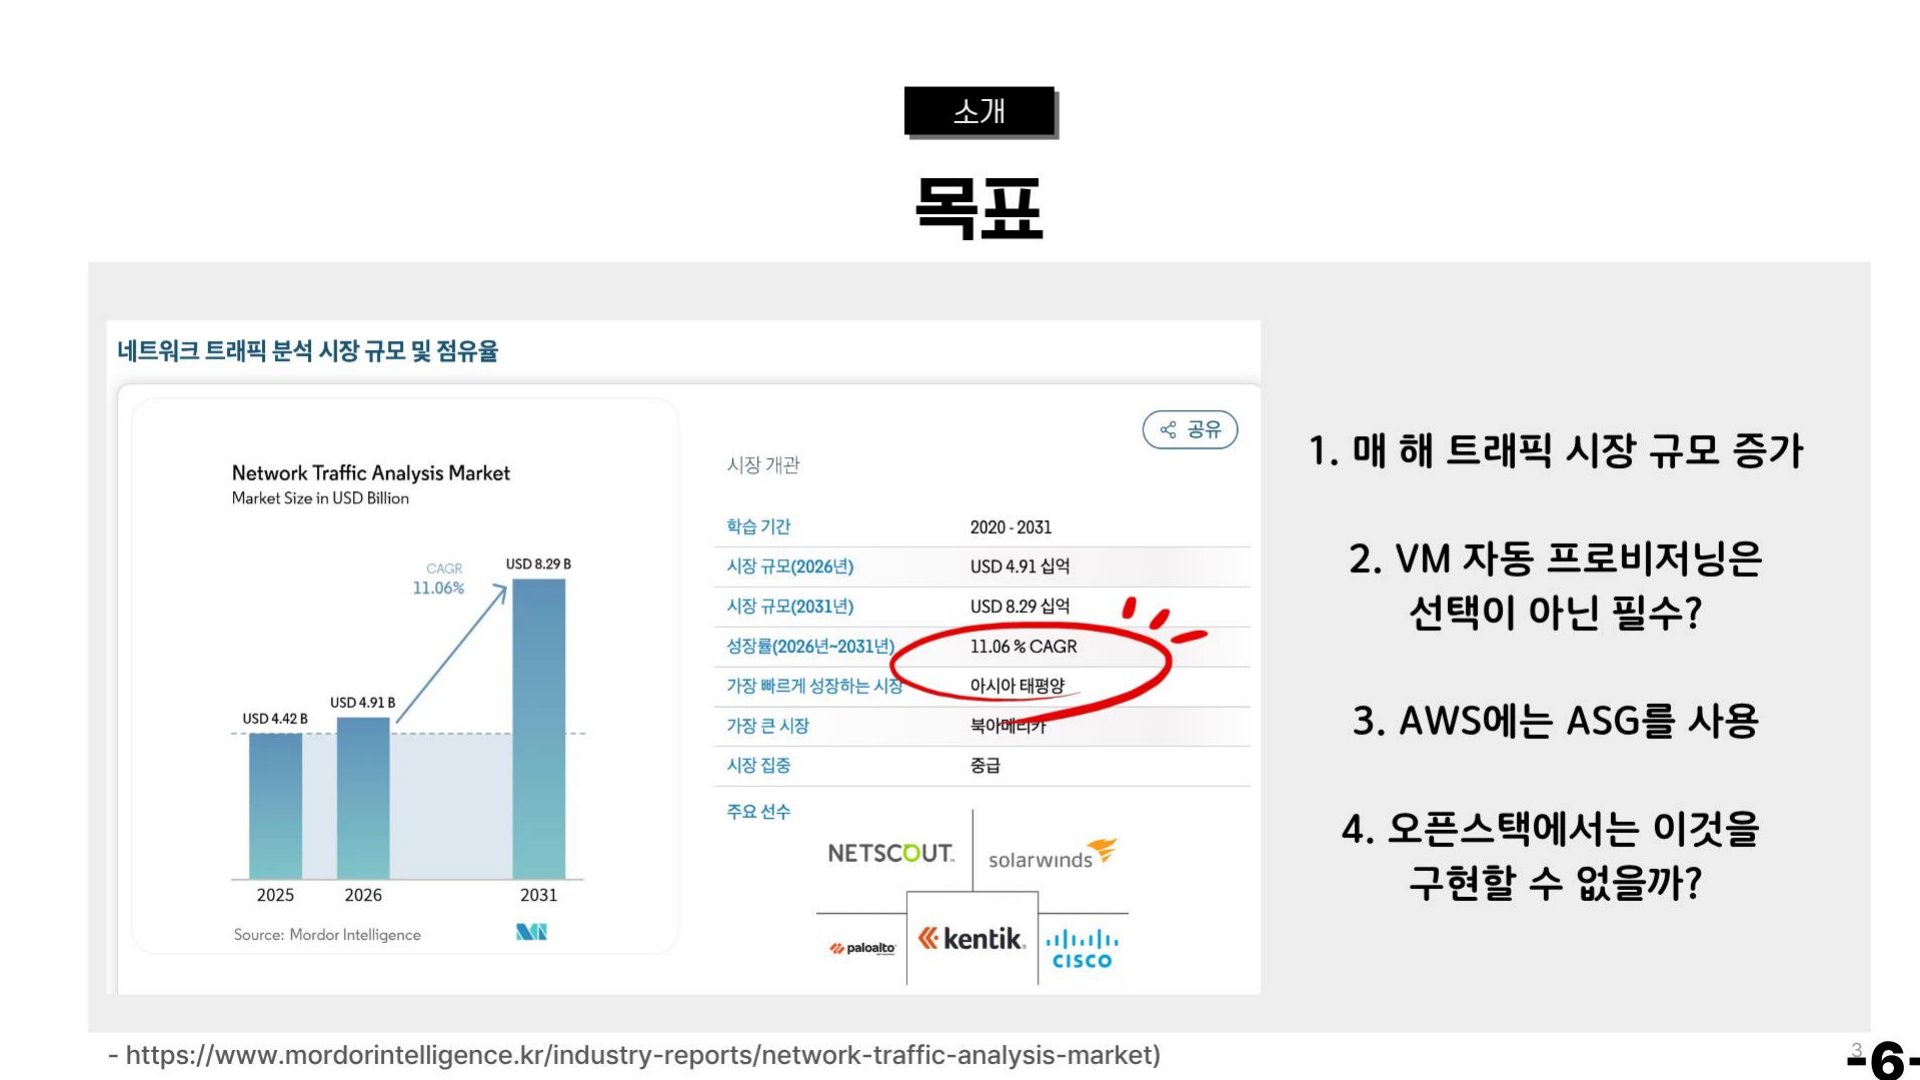 소개
목표
네트워크 트래픽 분석 시장 규모 및 점유율
Network Traffic Analysis Market
Market Size in USD Billion
CAGR
11.06%
USD 4.42 B
USD 4.91 B
USD 8.29 B
2025
2026
2031
Source: Mordor Intelligence
공유
시장 개관
학습 기간 2020 - 2031
시장 규모(2026년) USD 4.91 십억
시장 규모(2031년) USD 8.29 십억
성장률(2026년~2031년) 11.06 % CAGR
가장 빠르게 성장하는 시장 아시아 태평양
가장 큰 시장 북아메리카
시장 집중 중급
주요 선수
NETSCOUT.
solarwinds
paloalto
kentik.
CISCO
1. 매 해 트래픽 시장 규모 증가
2. VM 자동 프로비저닝은
선택이 아닌 필수?
3. AWS에는 ASG를 사용
4. 오픈스택에서는 이것을
구현할 수 없을까?
- https://www.mordorintelligence.kr/industry-reports/network-traffic-analysis-market)
3
-6-